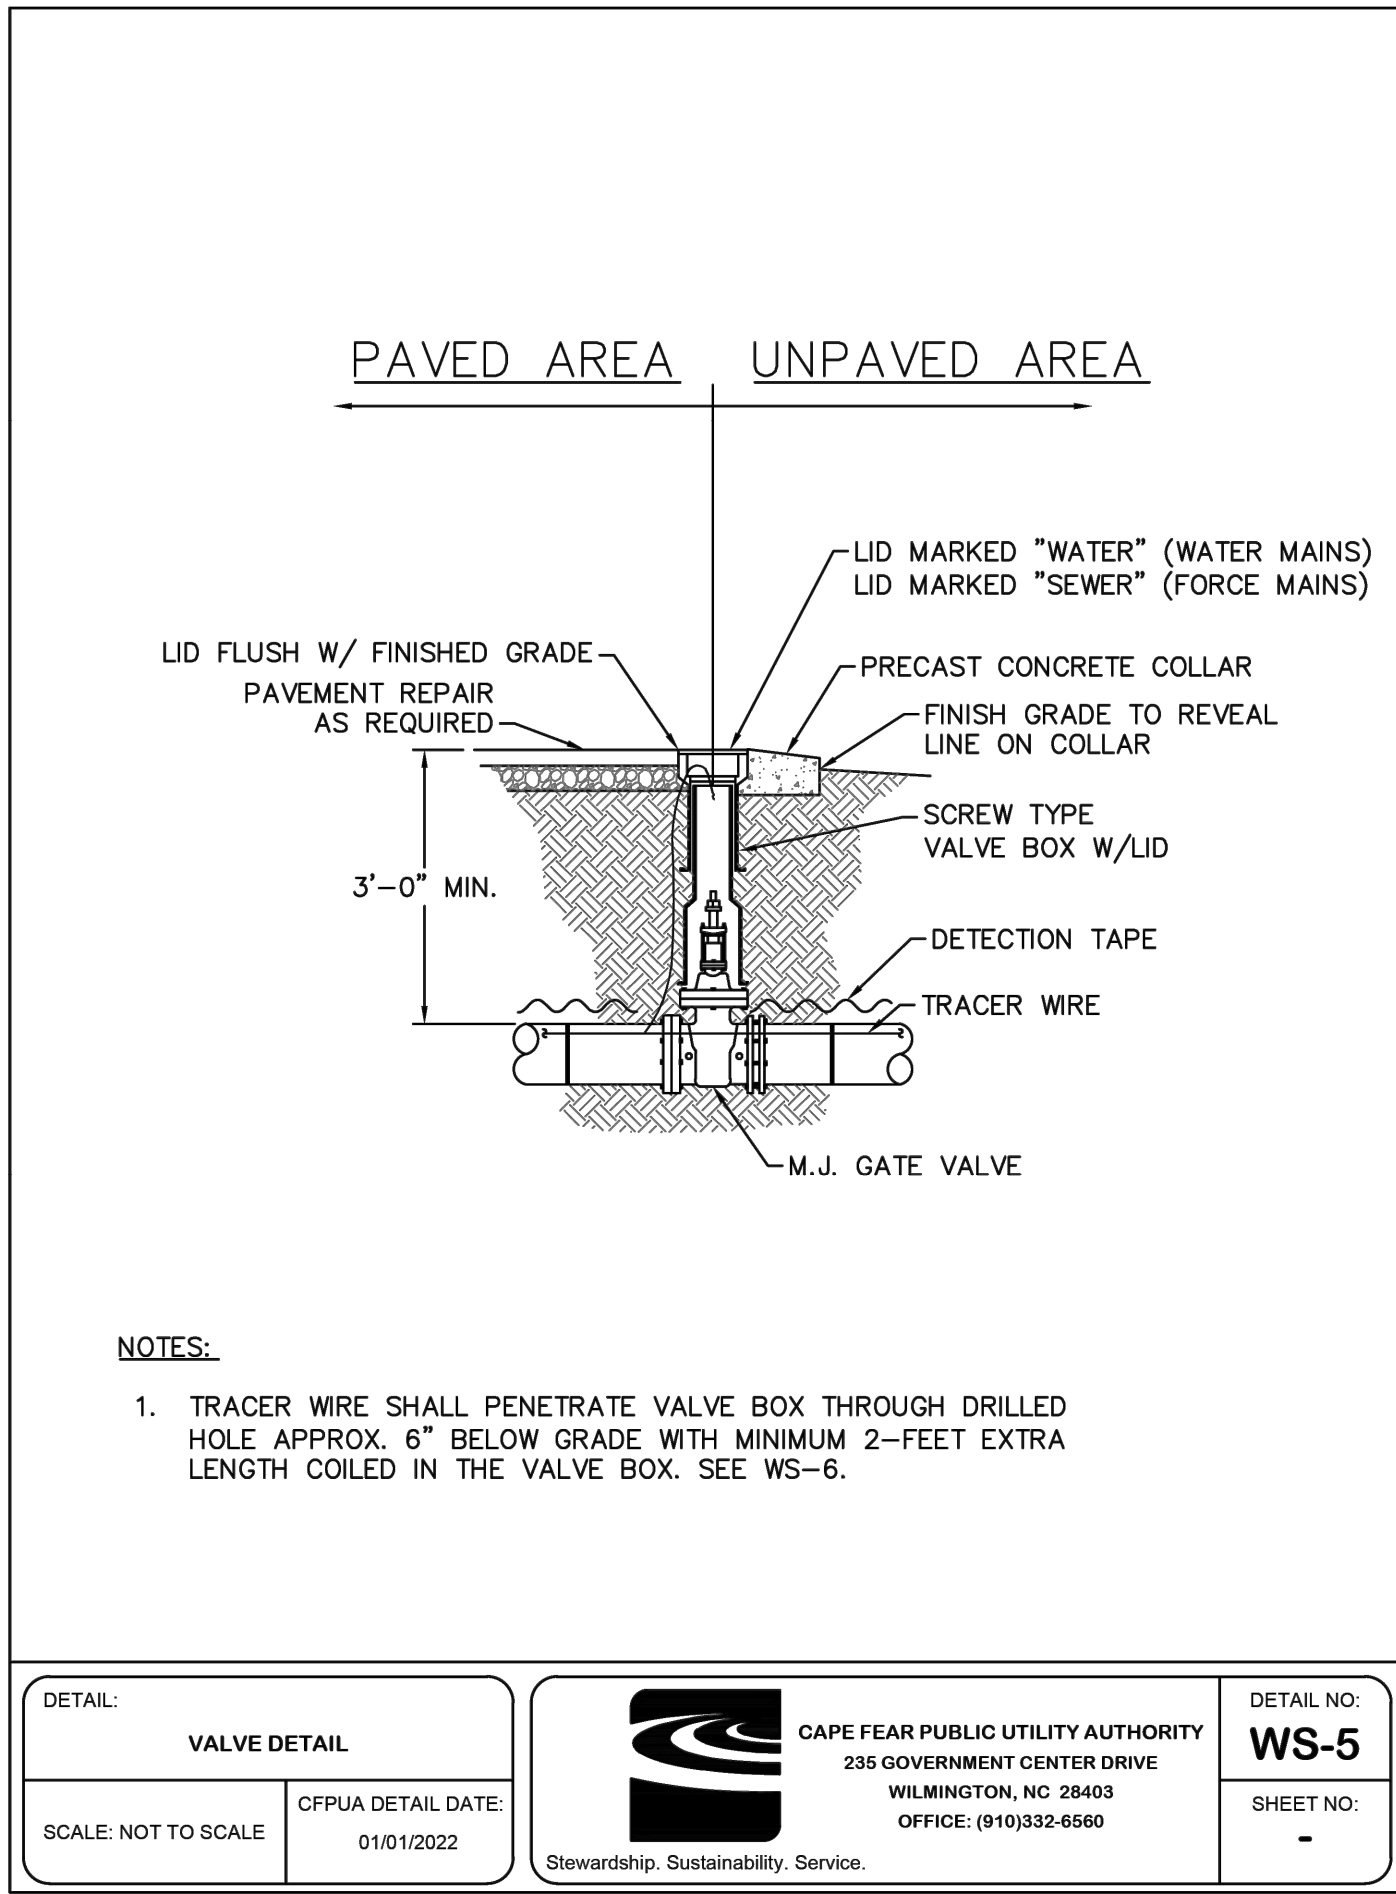 PAVED AREA UNPAVED AREA
LID MARKED "WATER" (WATER MAINS)
LID MARKED "SEWER" (FORCE MAINS)
LID FLUSH W/ FINISHED GRADE
PAVEMENT REPAIR
AS REQUIRED
PRECAST CONCRETE COLLAR
FINISH GRADE TO REVEAL
LINE ON COLLAR
SCREW TYPE
VALVE BOX W/LID
3'-0" MIN.
DETECTION TAPE
TRACER WIRE
M.J. GATE VALVE
NOTES:
1. TRACER WIRE SHALL PENETRATE VALVE BOX THROUGH DRILLED
HOLE APPROX. 6" BELOW GRADE WITH MINIMUM 2-FEET EXTRA
LENGTH COILED IN THE VALVE BOX. SEE WS-6.
DETAIL:
VALVE DETAIL
SCALE: NOT TO SCALE
CFPUA DETAIL DATE:
01/01/2022
CAPE FEAR PUBLIC UTILITY AUTHORITY
235 GOVERNMENT CENTER DRIVE
WILMINGTON, NC 28403
OFFICE: (910)332-6560
Stewardship. Sustainability. Service.
DETAIL NO:
WS-5
SHEET NO:
-